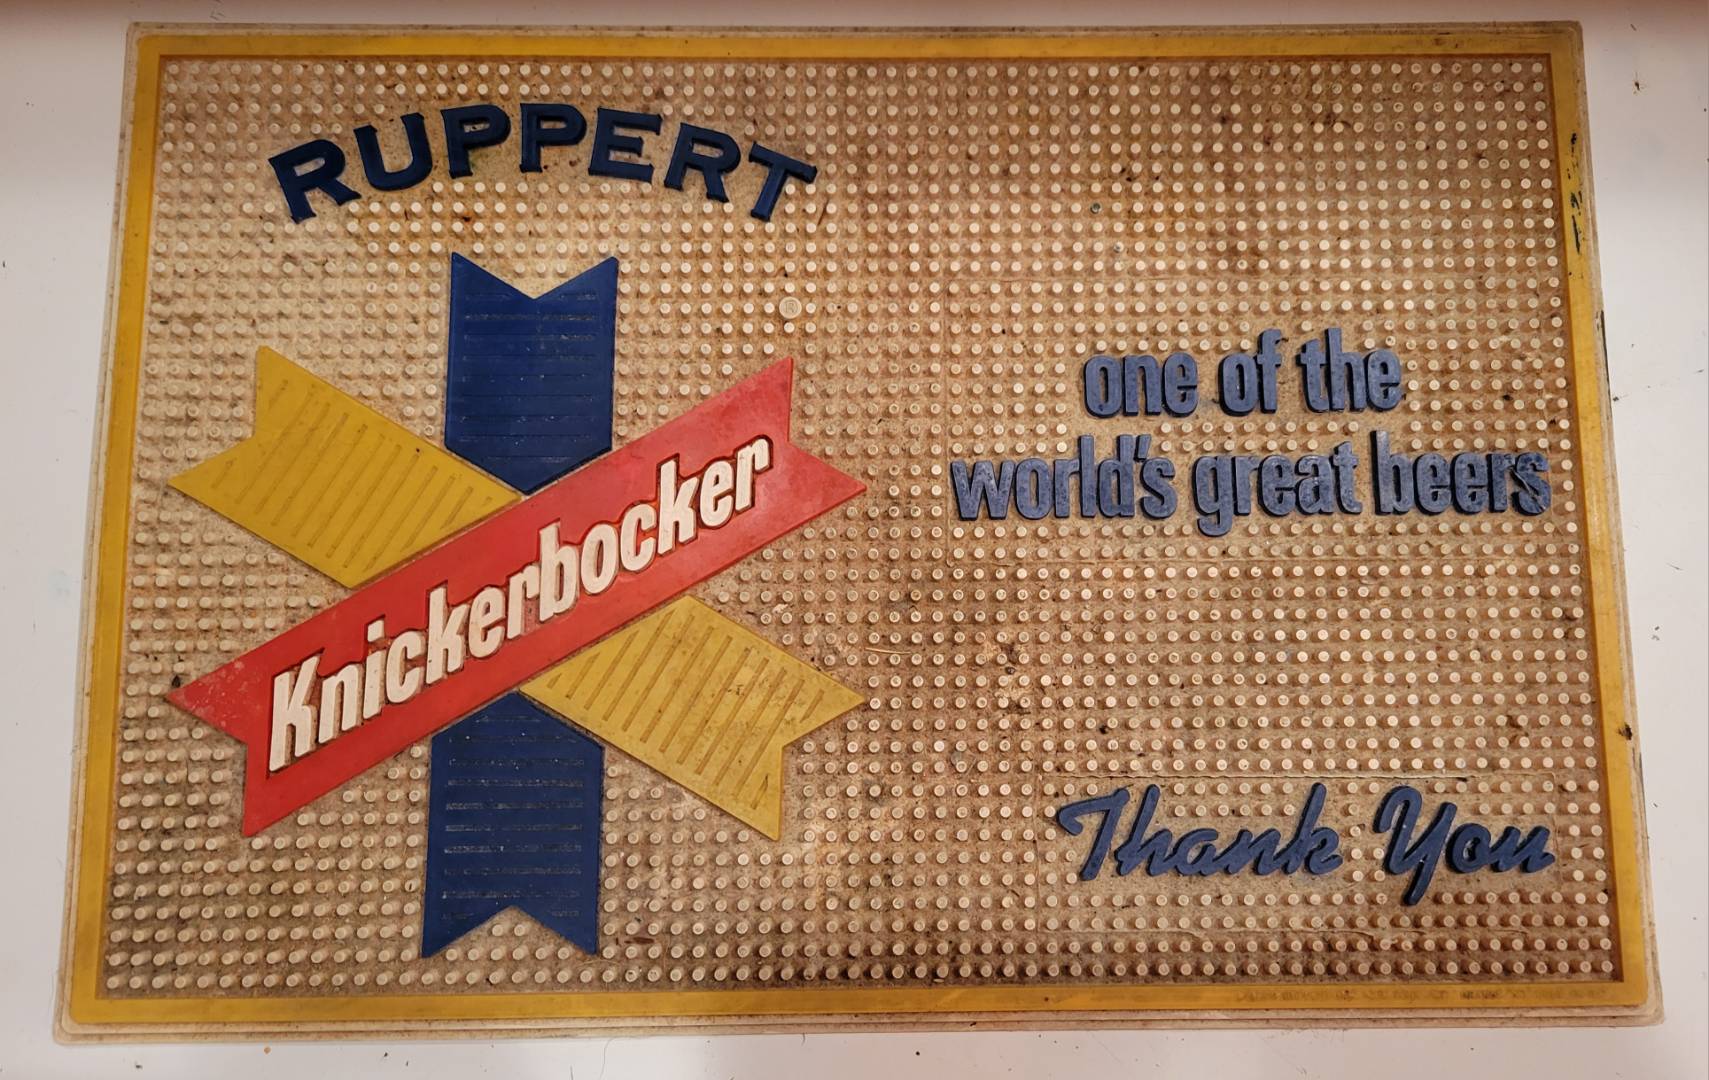 RUPPERT
®
Knickerbocker
one of the
world's great beers
Thank You